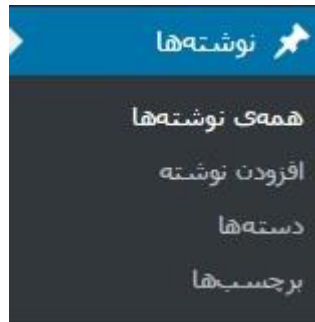 نوشته‌ها
همه‌ی نوشته‌ها
افزودن نوشته
دسته‌ها
برچسب‌ها